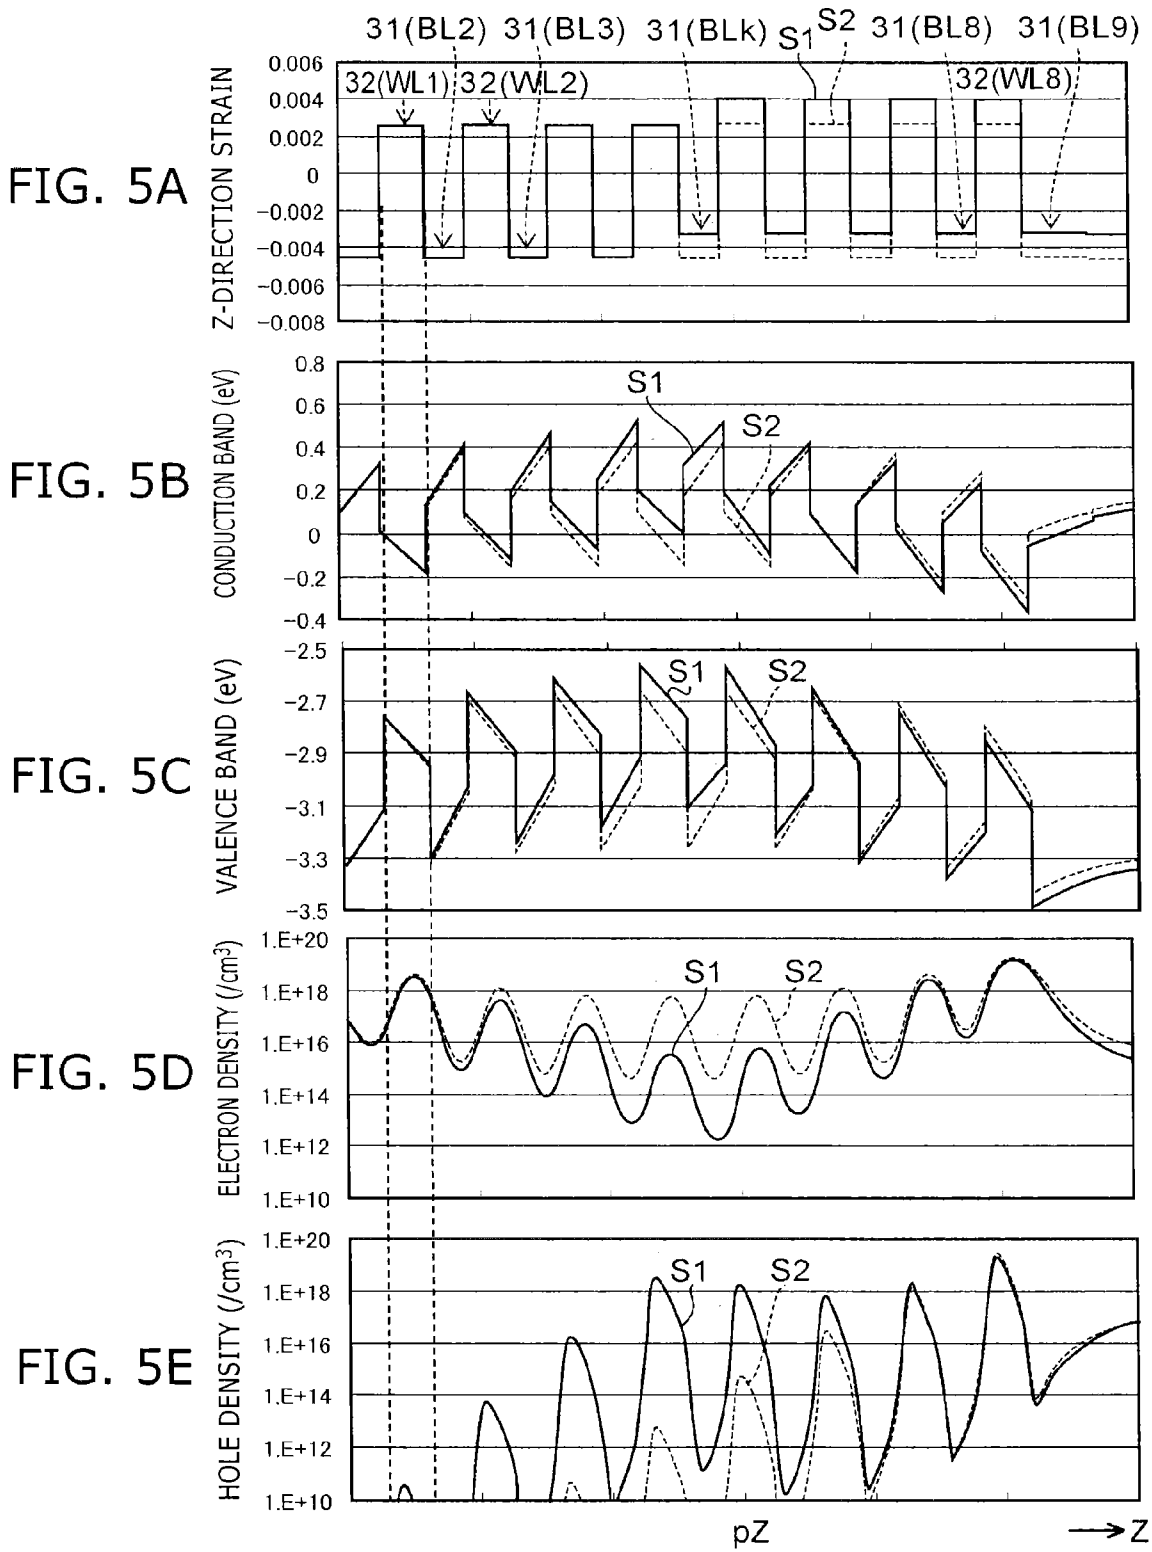 31(BL2) 31(BL3) 31(BLk) S1 S2 31(BL8) 31(BL9)
32(WL1) 32(WL2) 32(WL8)
FIG. 5A
Z-DIRECTION STRAIN
0.006
0.004
0.002
0
−0.002
−0.004
−0.006
−0.008
FIG. 5B
CONDUCTION BAND (eV)
0.8
0.6
0.4
0.2
0
−0.2
−0.4
S1
S2
FIG. 5C
VALENCE BAND (eV)
−2.5
−2.7
−2.9
−3.1
−3.3
−3.5
S1 S2
FIG. 5D
ELECTRON DENSITY (/cm³)
1.E+20
1.E+18
1.E+16
1.E+14
1.E+12
1.E+10
S1 S2
FIG. 5E
HOLE DENSITY (/cm³)
1.E+20
1.E+18
1.E+16
1.E+14
1.E+12
1.E+10
S1 S2
pZ
Z